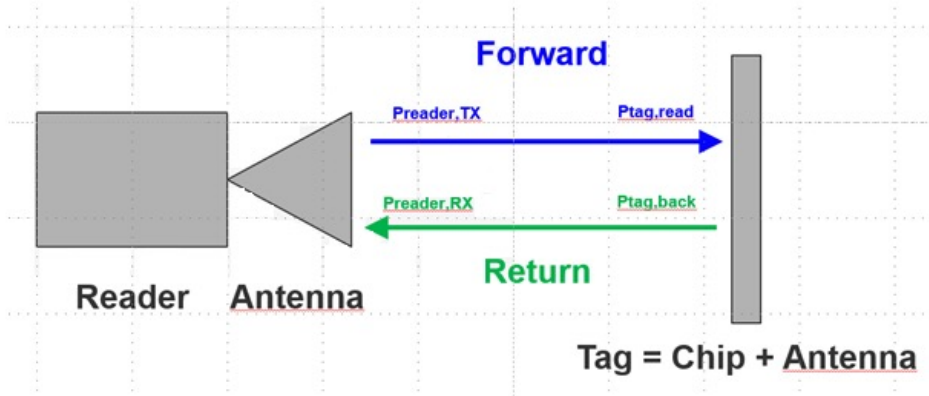 Forward
Preader,TX Ptag,read
Preader,RX Ptag,back
Return
Reader Antenna
Tag = Chip + Antenna